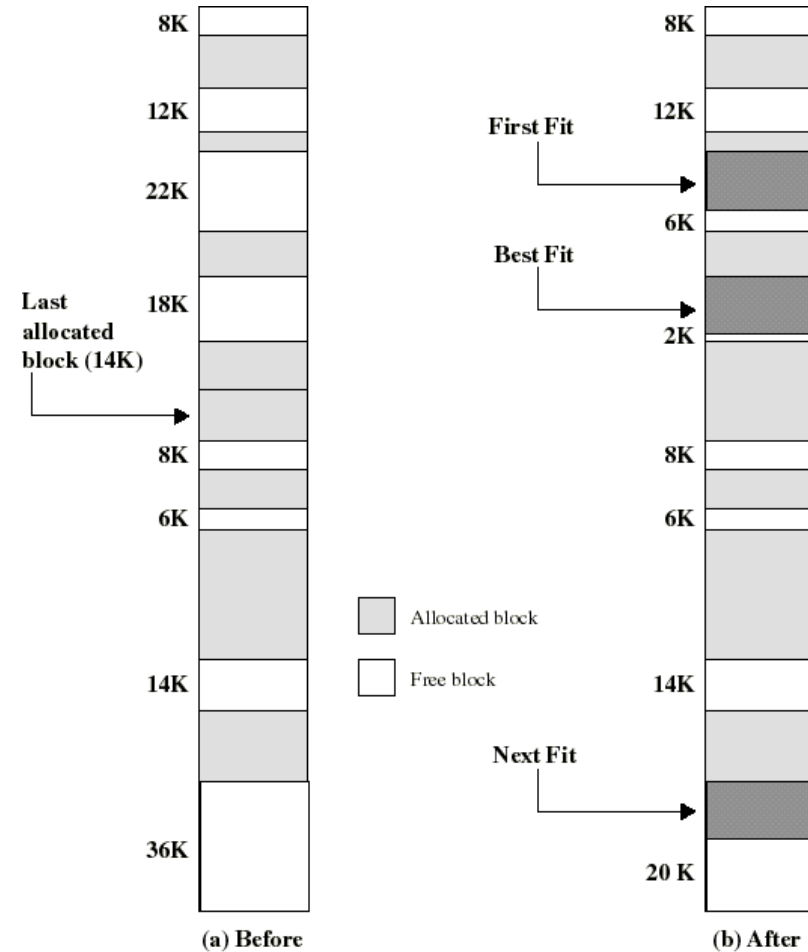 8K
12K
22K
18K
Last
allocated
block (14K)
8K
6K
14K
36K
(a) Before
Allocated block
Free block
8K
12K
First Fit
6K
Best Fit
2K
8K
6K
14K
Next Fit
20 K
(b) After